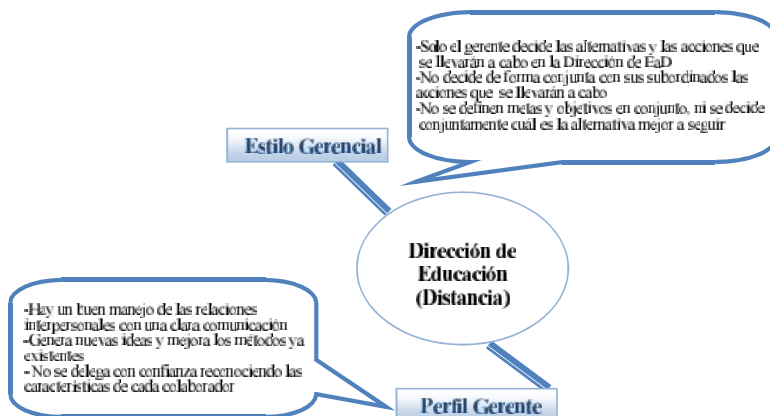 -Solo el gerente decide las alternativas y las acciones que
se llevarán a cabo en la Dirección de EaD
-No decide de forma conjunta con sus subordinados las
acciones que se llevarán a cabo
-No se definen metas y objetivos en conjunto, ni se decide
conjuntamente cuál es la alternativa mejor a seguir
Estilo Gerencial
Dirección de
Educación
(Distancia)
-Hay un buen manejo de las relaciones
interpersonales con una clara comunicación
-Genera nuevas ideas y mejora los métodos ya
existentes
-No se delega con confianza reconociendo las
características de cada colaborador
Perfil Gerente